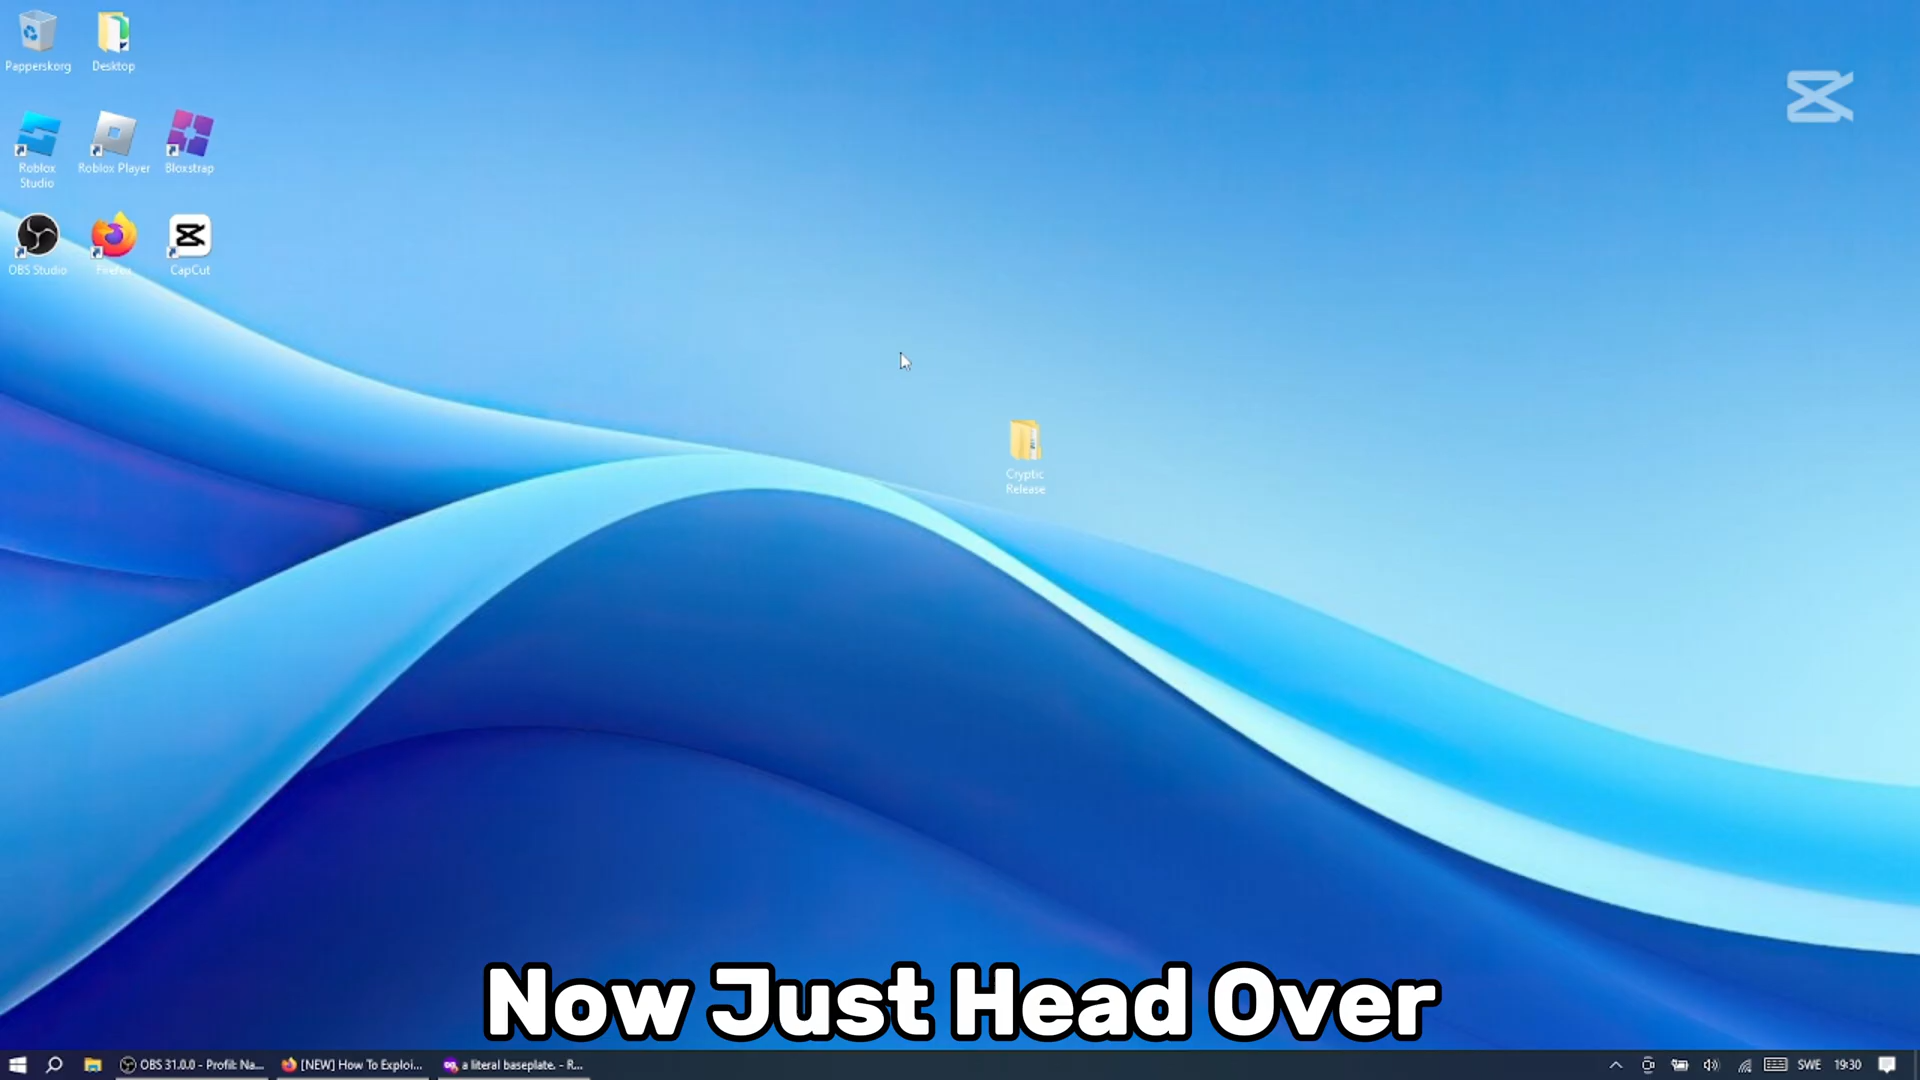 Papperskorg
Desktop
Roblox
Studio
Roblox Player
Bloxstrap
OBS Studio
Firefox
CapCut
Cryptic
Release
Now Just Head Over
OBS 31.0.0 - Profil: Na...
[NEW] How To Exploi...
a literal baseplate. - R...
SWE
19:30